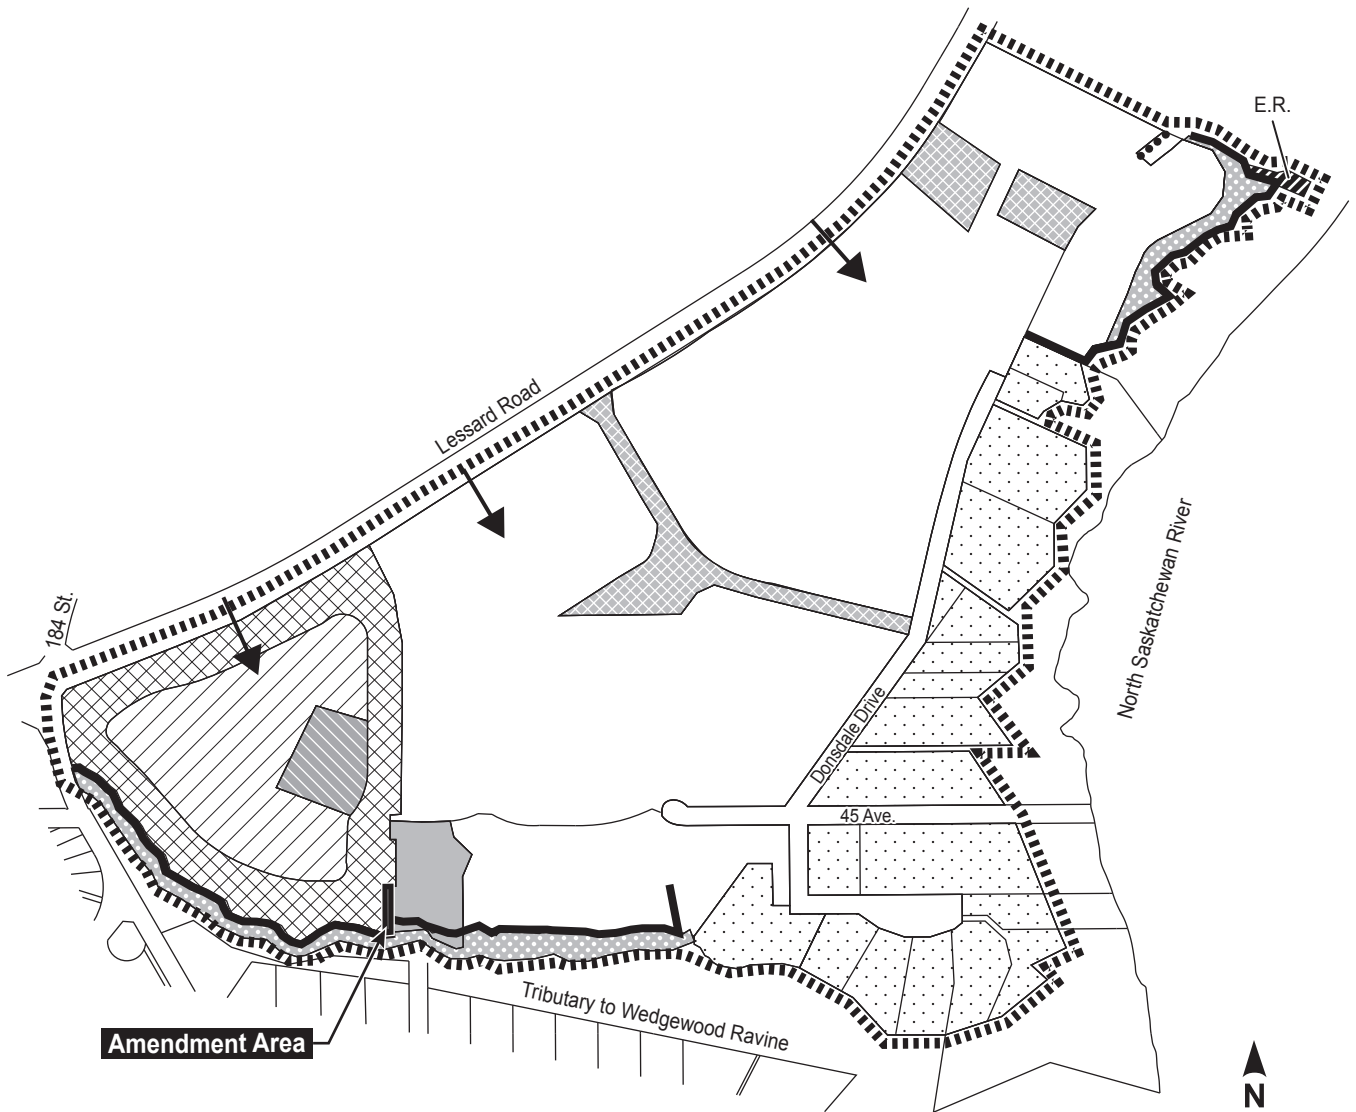 E.R.
Lessard Road
North Saskatchewan River
184 St.
Donsdale Drive
45 Ave.
Tributary to Wedgewood Ravine
Amendment Area
N